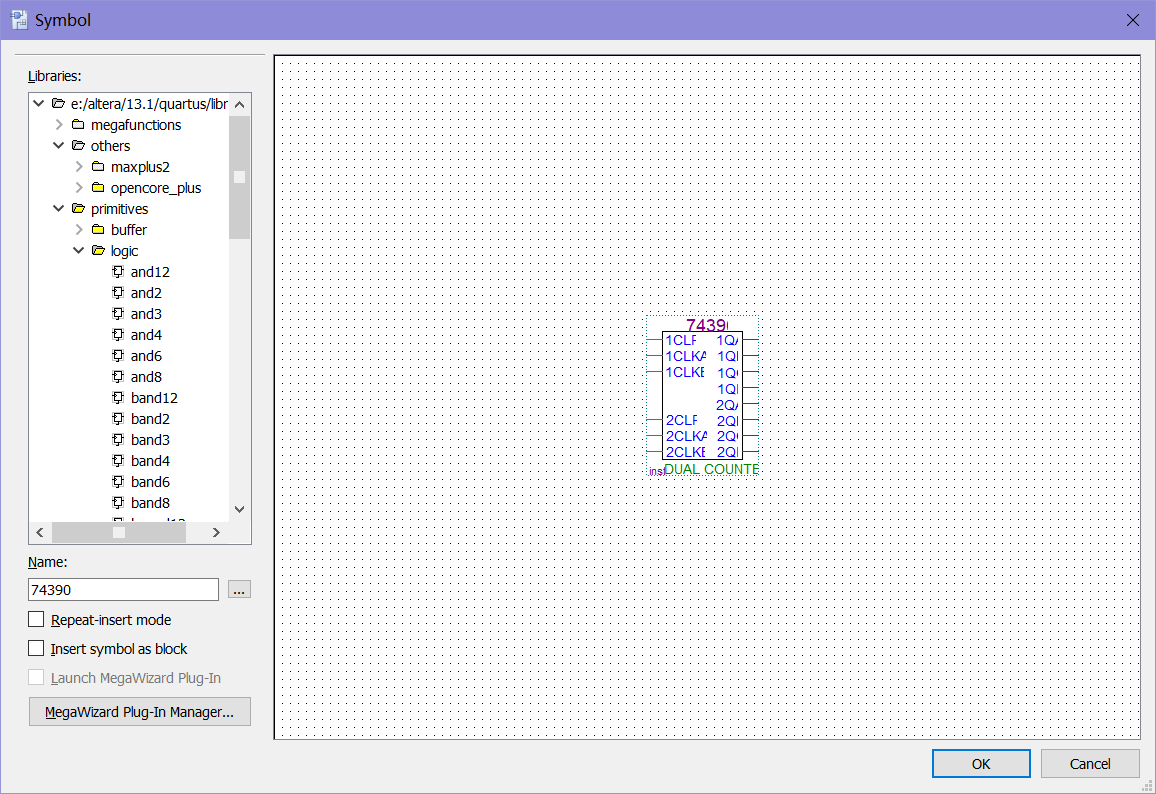 Symbol
Libraries:
e:/altera/13.1/quartus/libr
megafunctions
others
maxplus2
opencore_plus
primitives
buffer
logic
and12
and2
and3
and4
and6
and8
band12
band2
band3
band4
band6
band8
Name:
74390
...
Repeat-insert mode
Insert symbol as block
Launch MegaWizard Plug-In
MegaWizard Plug-In Manager...
7439
1CLF 1QA
1CLKA 1QI
1CLKE 1Q
1QI
2QA
2CLF 2QI
2CLKA 2Q
2CLKE 2QI
inst DUAL COUNTE
OK
Cancel